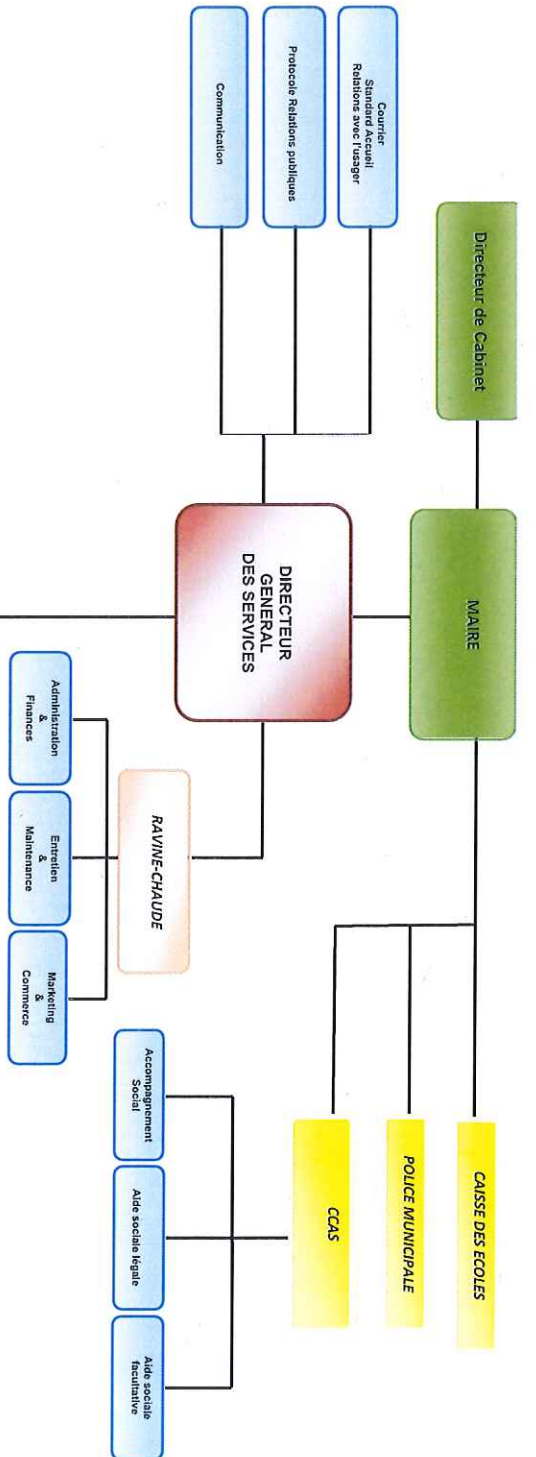 Directeur de Cabinet
MAIRE
CAISSE DES ECOLES
POLICE MUNICIPALE
CCAS
Accompagnement
Social
Aide sociale légale
Aide sociale
facultative
Courrier
Standard Accueil
Relations avec l'usager
Protocole Relations publiques
Communication
DIRECTEUR
GENERAL
DES SERVICES
RAVINE-CHAUDE
Administration
&
Finances
Entretien
&
Maintenance
Marketing
&
Commerce